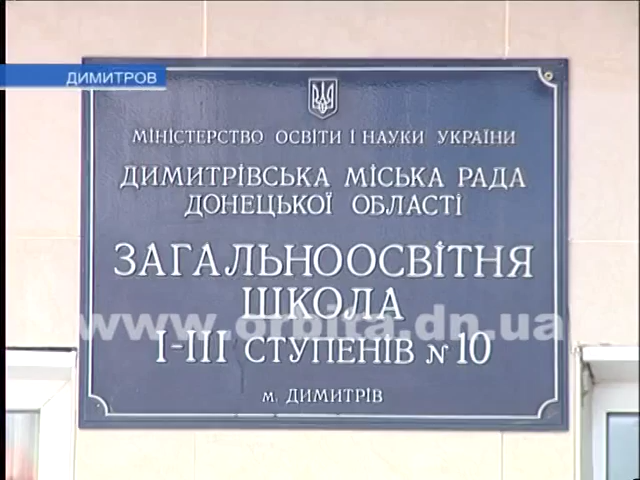 ДИМИТРОВ
МІНІСТЕРСТВО ОСВІТИ І НАУКИ УКРАЇНИ
ДИМИТРІВСЬКА МІСЬКА РАДА
ДОНЕЦЬКОЇ ОБЛАСТІ
ЗАГАЛЬНООСВІТНЯ
ШКОЛА
www.orbita.dn.ua
І-ІІІ СТУПЕНІВ № 10
м. ДИМИТРІВ